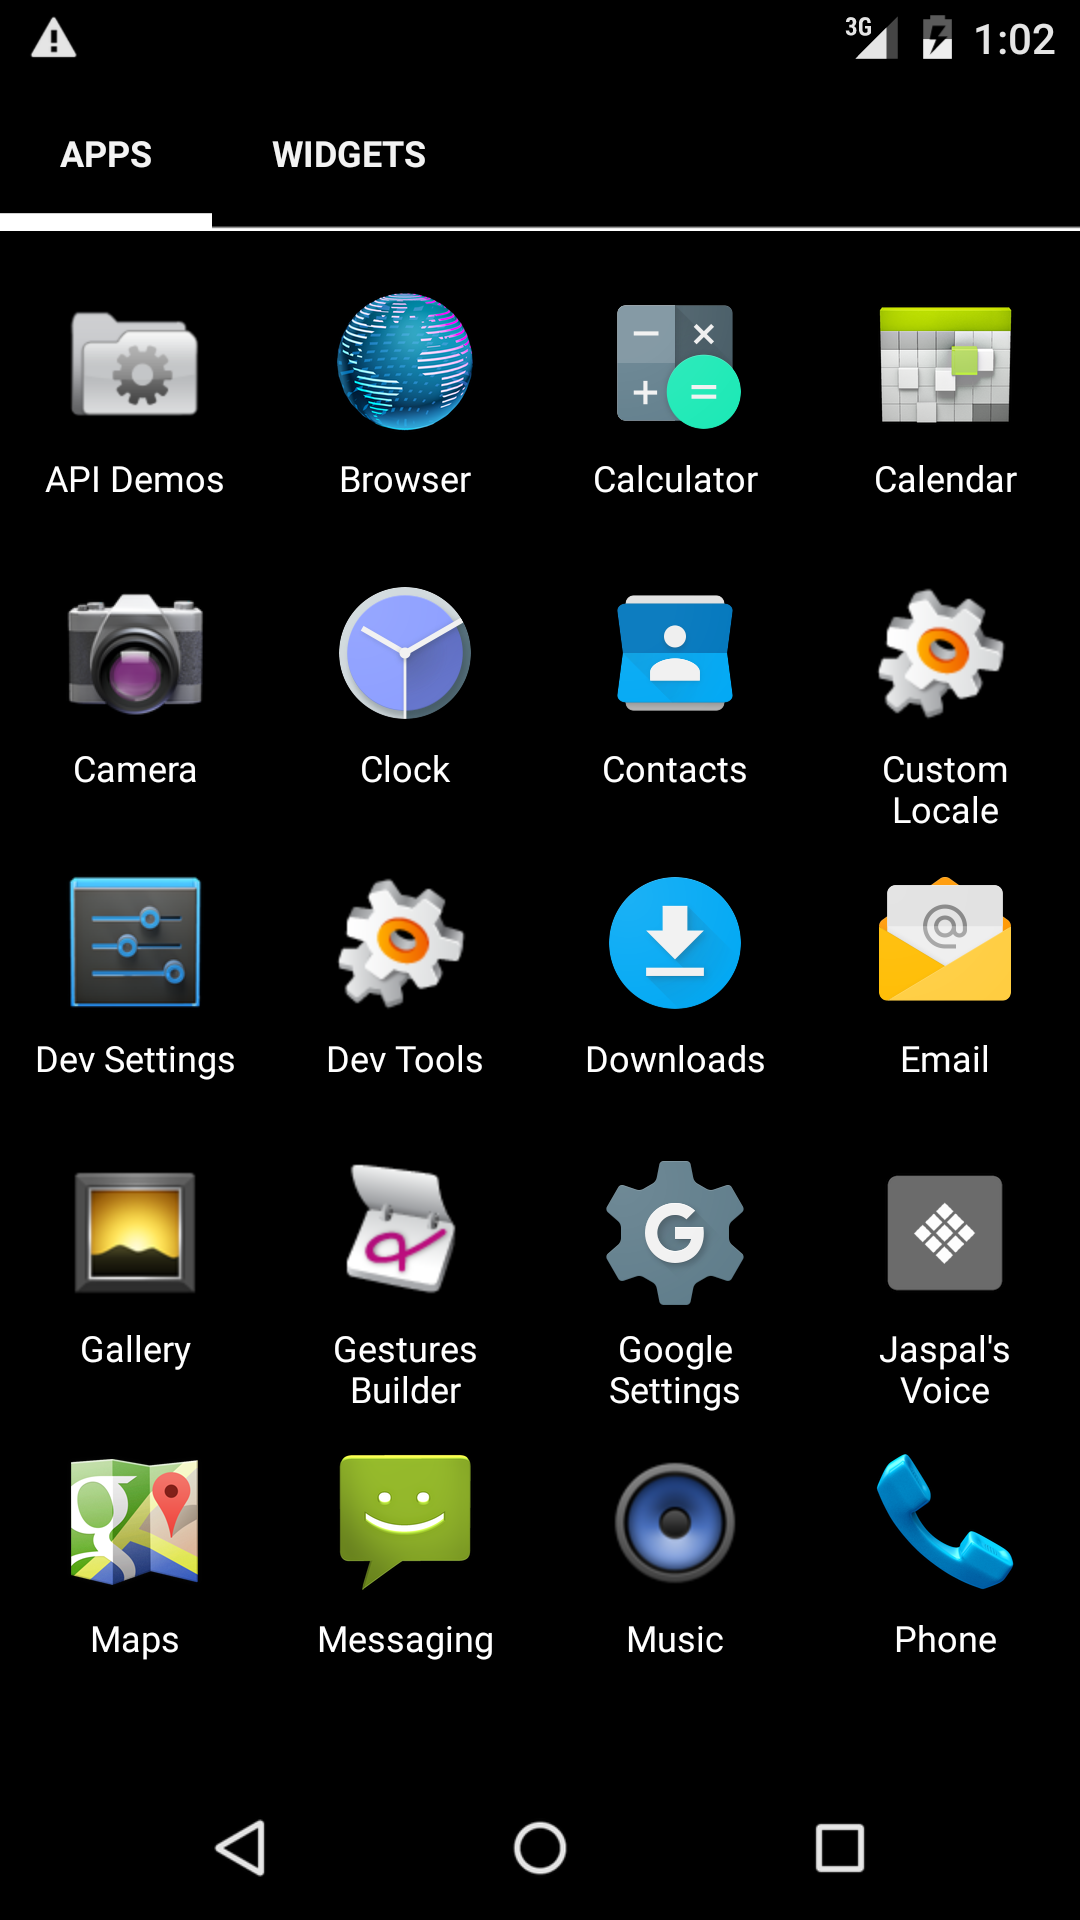 3G 1:02
APPS WIDGETS
API Demos Browser Calculator Calendar
Camera Clock Contacts Custom
Locale
Dev Settings Dev Tools Downloads Email
Gallery Gestures Google Jaspal's
Builder Settings Voice
Maps Messaging Music Phone